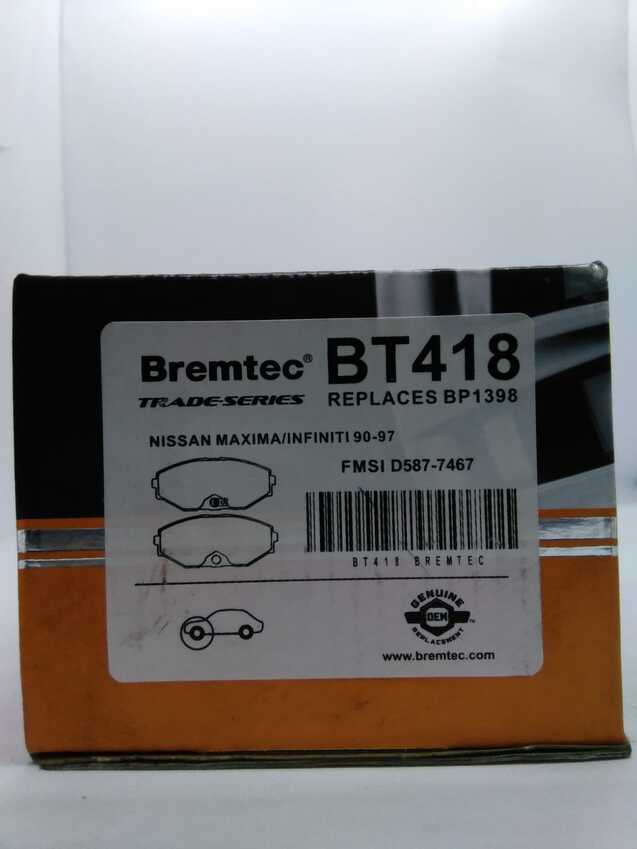 Bremtec®
BT418
TRADE-SERIES
REPLACES BP1398
NISSAN MAXIMA/INFINITI 90-97
FMSI D587-7467
BT418 BREMTEC
GENUINE
OEM
REPLACEMENT
™
www.bremtec.com